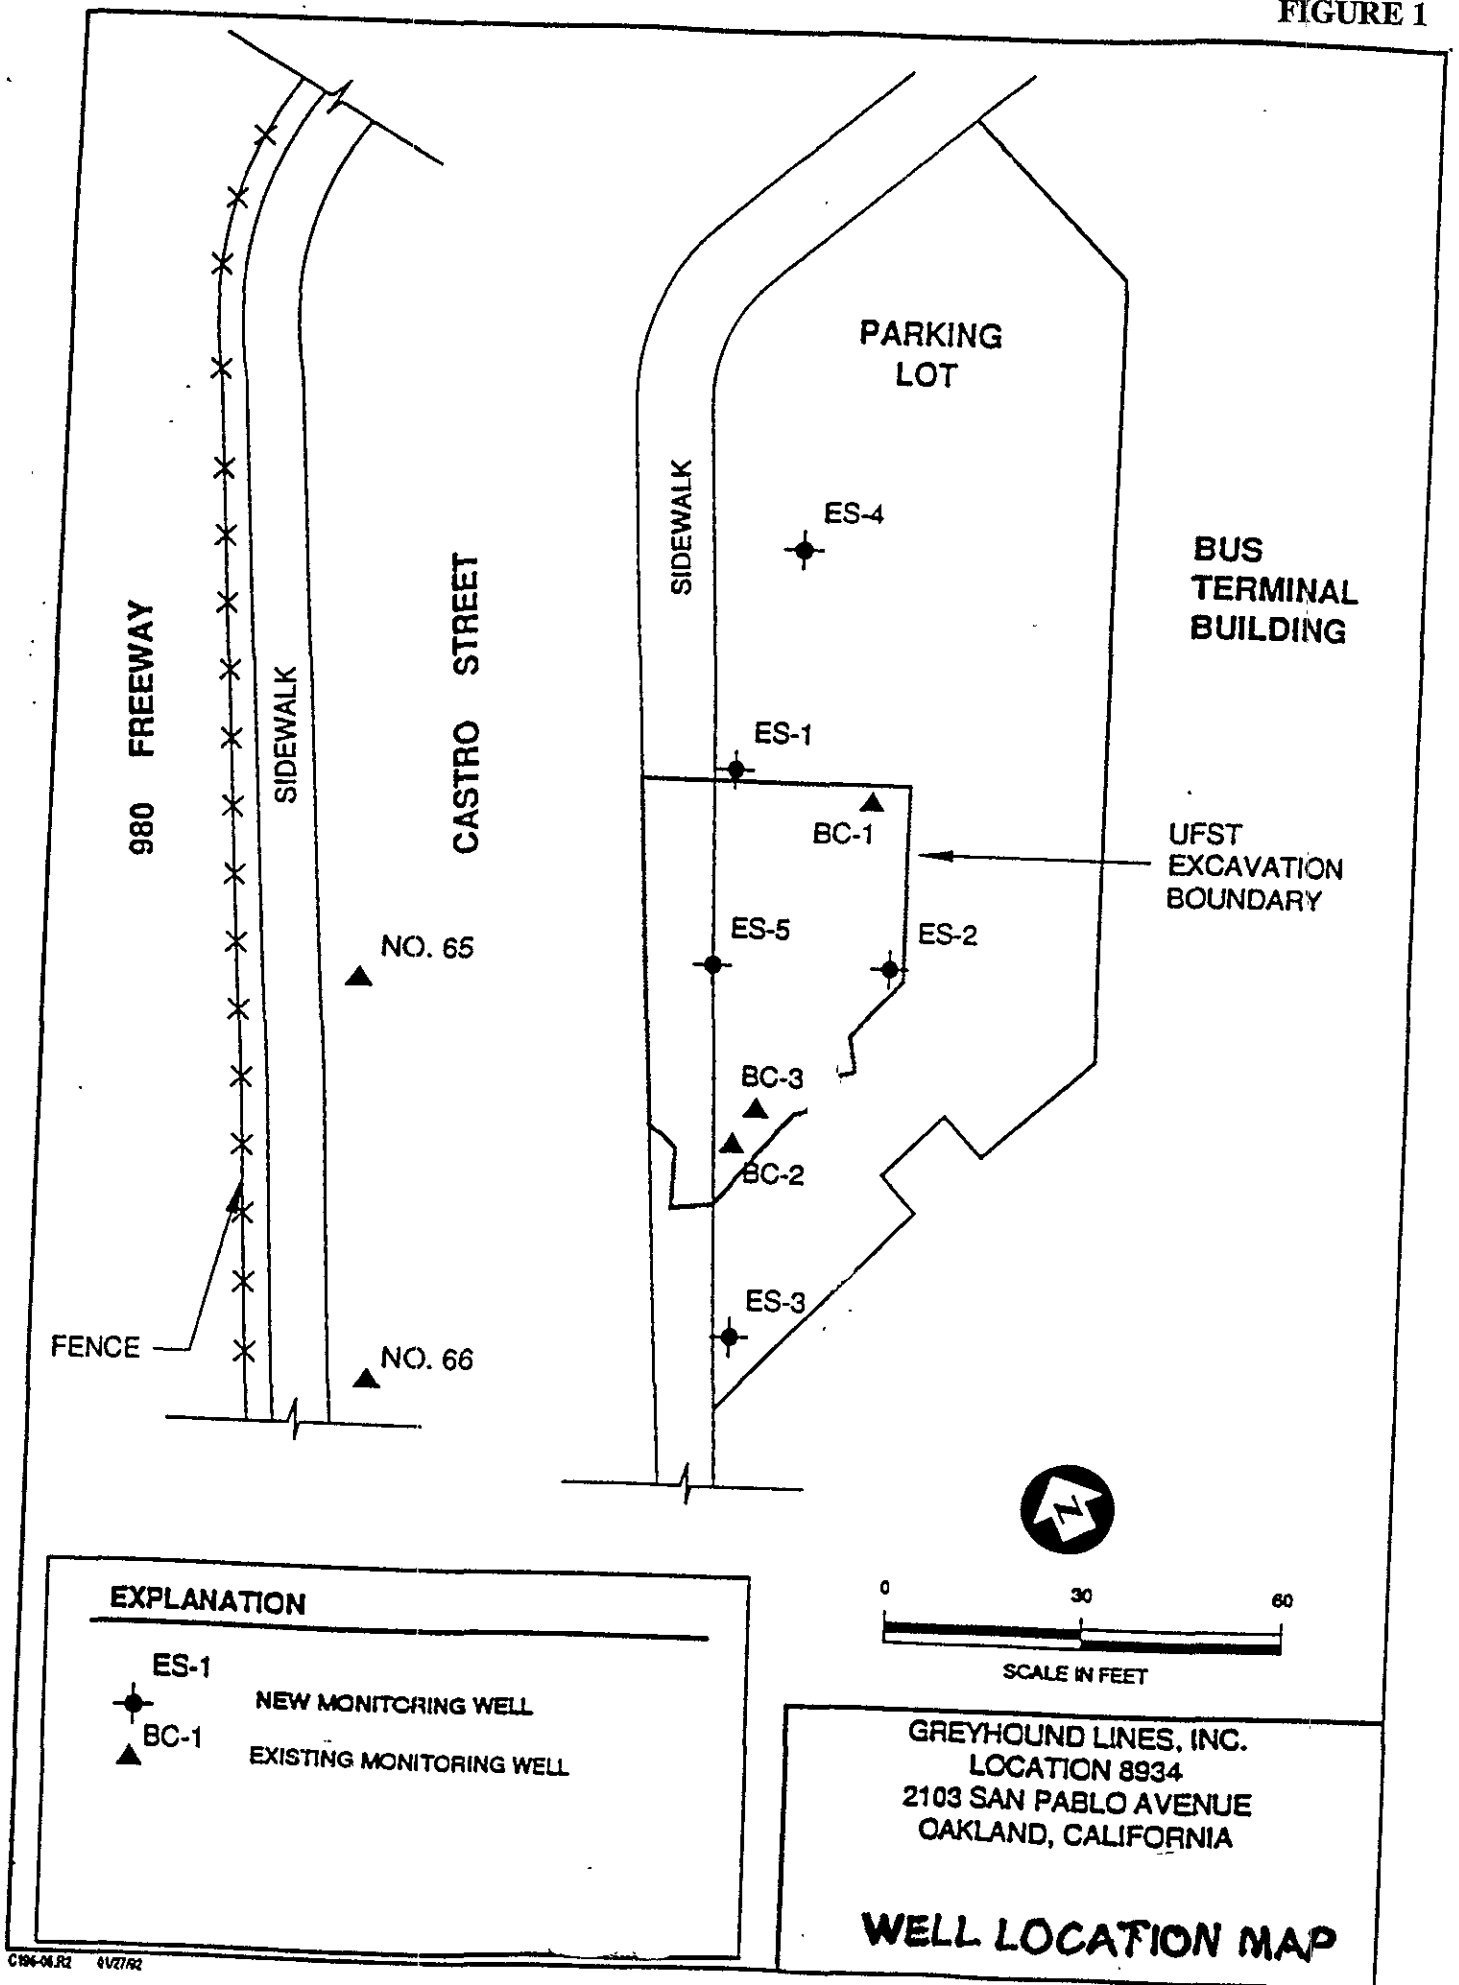 FIGURE 1
PARKING
LOT
SIDEWALK
ES-4
BUS
TERMINAL
BUILDING
980 FREEWAY
SIDEWALK
CASTRO STREET
ES-1
BC-1
UFST
EXCAVATION
BOUNDARY
ES-5
ES-2
NO. 65
BC-3
BC-2
ES-3
FENCE
NO. 66
N
EXPLANATION
ES-1
NEW MONITORING WELL
BC-1
EXISTING MONITORING WELL
0 30 60
SCALE IN FEET
GREYHOUND LINES, INC.
LOCATION 8934
2103 SAN PABLO AVENUE
OAKLAND, CALIFORNIA
WELL LOCATION MAP
01/27/92